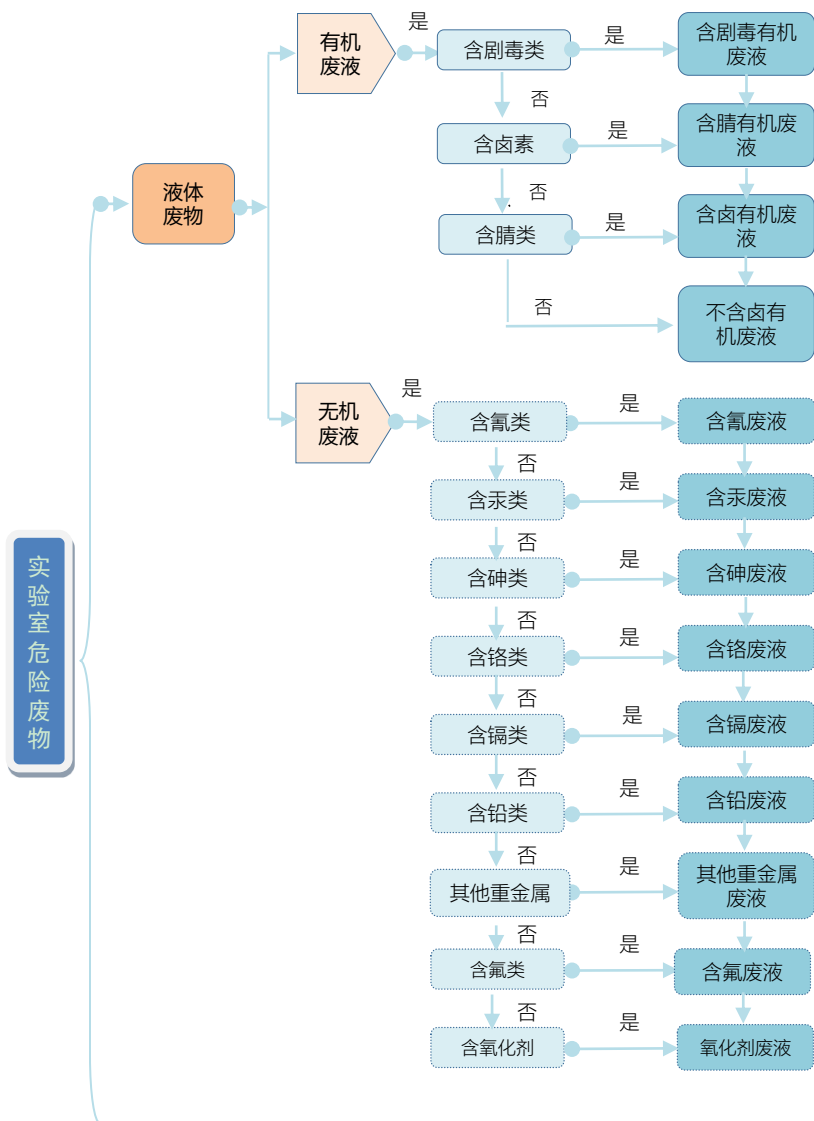 实
验
室
危
险
废
物
液体
废物
有机
废液
是
含剧毒类
是
含剧毒有机
废液
否
含卤素
是
含腈有机废
液
否
含腈类
是
含卤有机废
液
否
不含卤有
机废液
无机
废液
是
含氰类
是
含氰废液
否
含汞类
是
含汞废液
否
含砷类
是
含砷废液
否
含铬类
是
含铬废液
否
含镉类
是
含镉废液
否
含铅类
是
含铅废液
否
其他重金属
是
其他重金属
废液
否
含氟类
是
含氟废液
否
含氧化剂
是
氧化剂废液